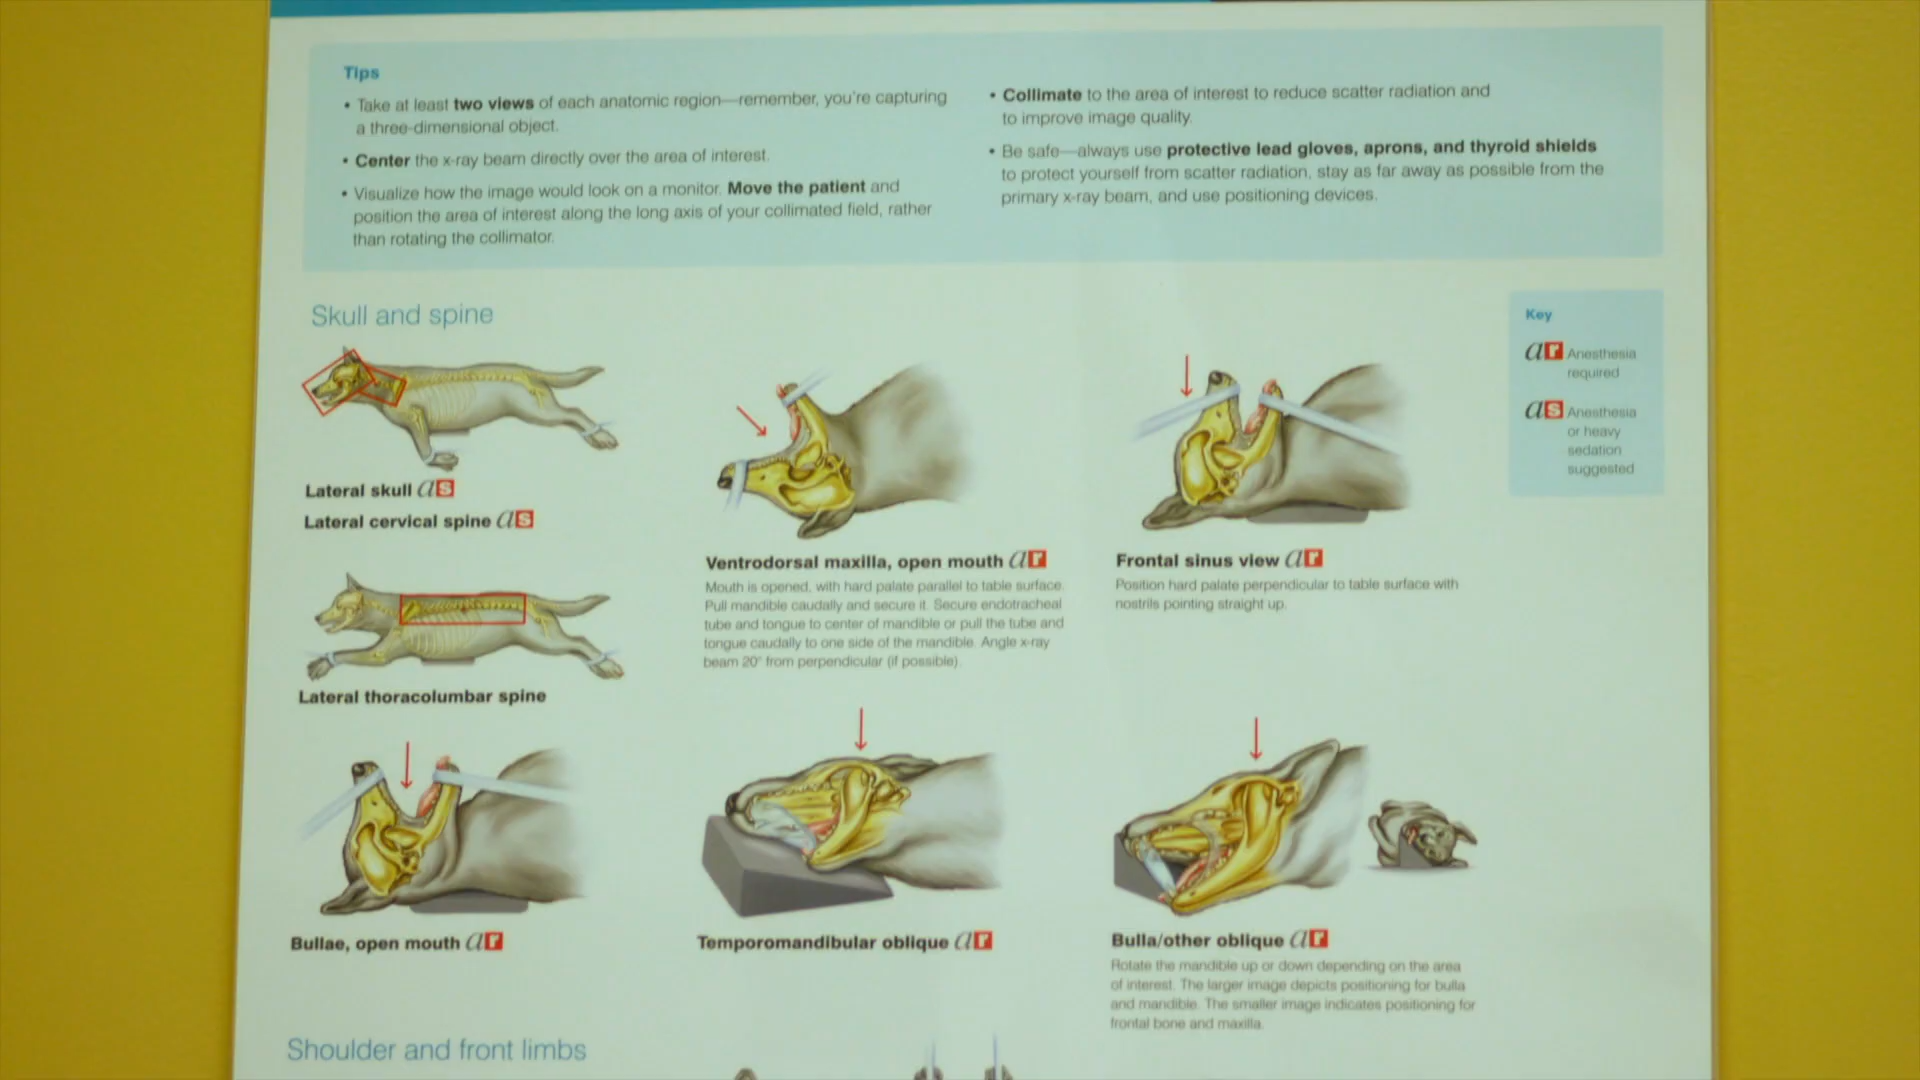 Tips
• Take at least two views of each anatomic region—remember, you're capturing
a three-dimensional object.
• Center the x-ray beam directly over the area of interest.
• Visualize how the image would look on a monitor. Move the patient and
position the area of interest along the long axis of your collimated field, rather
than rotating the collimator.
• Collimate to the area of interest to reduce scatter radiation and
to improve image quality.
• Be safe—always use protective lead gloves, aprons, and thyroid shields
to protect yourself from scatter radiation, stay as far away as possible from the
primary x-ray beam, and use positioning devices.
Skull and spine
Key
ar Anesthesia
required
as Anesthesia
or heavy
sedation
suggested
Lateral skull as
Lateral cervical spine as
Ventrodorsal maxilla, open mouth ar
Mouth is opened, with hard palate parallel to table surface.
Pull mandible caudally and secure it. Secure endotracheal
tube and tongue to center of mandible or pull the tube and
tongue caudally to one side of the mandible. Angle x-ray
beam 20° from perpendicular (if possible).
Frontal sinus view ar
Position hard palate perpendicular to table surface with
nostrils pointing straight up.
Lateral thoracolumbar spine
Bullae, open mouth ar
Temporomandibular oblique ar
Bulla/other oblique ar
Rotate the mandible up or down depending on the area
of interest. The larger image depicts positioning for bulla
and mandible. The smaller image indicates positioning for
frontal bone and maxilla.
Shoulder and front limbs